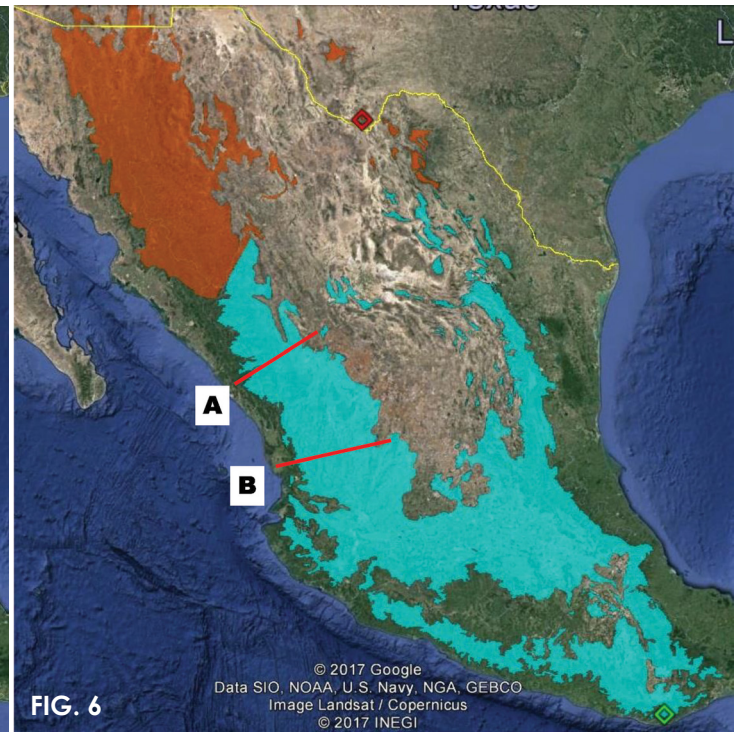 A
B
© 2017 Google
Data SIO, NOAA, U.S. Navy, NGA, GEBCO
Image Landsat / Copernicus
© 2017 INEGI
FIG. 6